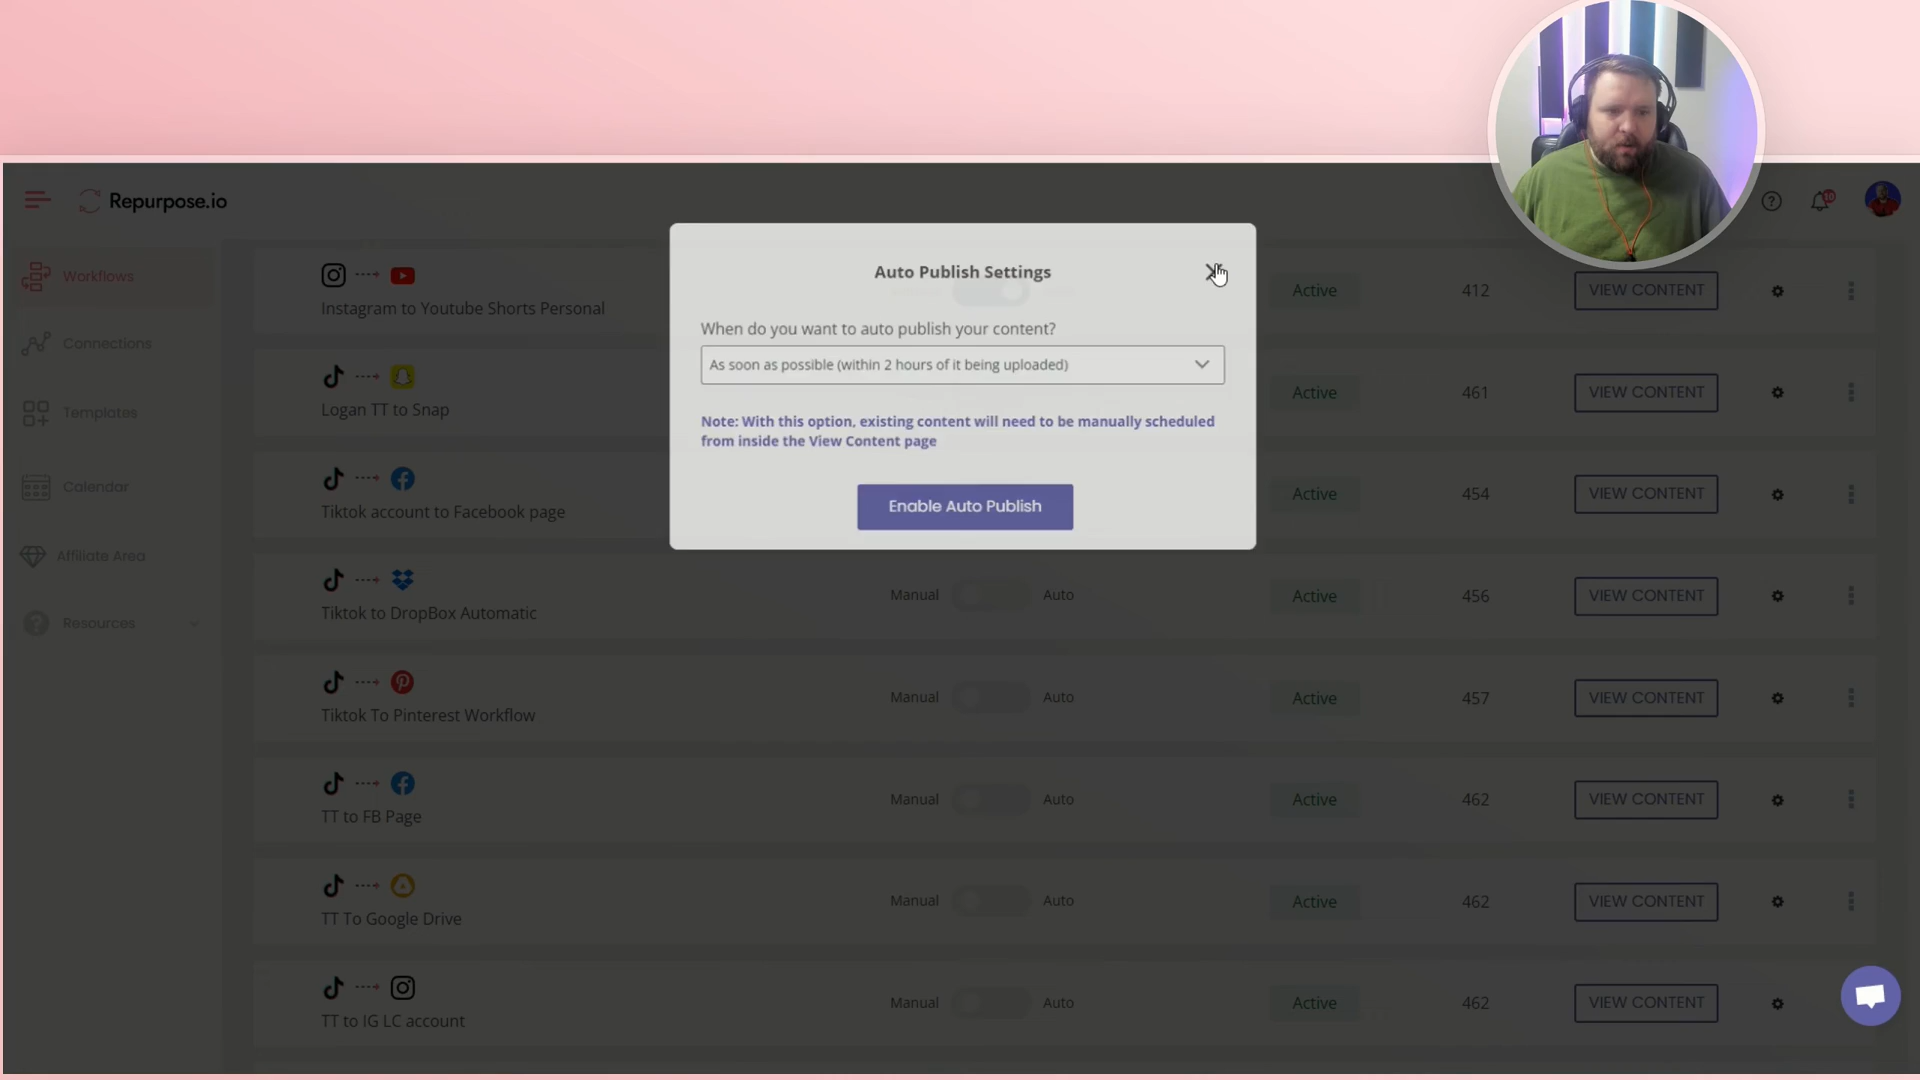 Repurpose.io
10
Workflows
Connections
Templates
Calendar
Affiliate Area
Resources
Auto Publish Settings
When do you want to auto publish your content?
As soon as possible (within 2 hours of it being uploaded)
Note: With this option, existing content will need to be manually scheduled
from inside the View Content page
Enable Auto Publish
Instagram to Youtube Shorts Personal
Active 412 VIEW CONTENT
Logan TT to Snap
Active 461 VIEW CONTENT
Tiktok account to Facebook page
Active 454 VIEW CONTENT
Tiktok to DropBox Automatic
Manual Auto Active 456 VIEW CONTENT
Tiktok To Pinterest Workflow
Manual Auto Active 457 VIEW CONTENT
TT to FB Page
Manual Auto Active 462 VIEW CONTENT
TT To Google Drive
Manual Auto Active 462 VIEW CONTENT
TT to IG LC account
Manual Auto Active 462 VIEW CONTENT